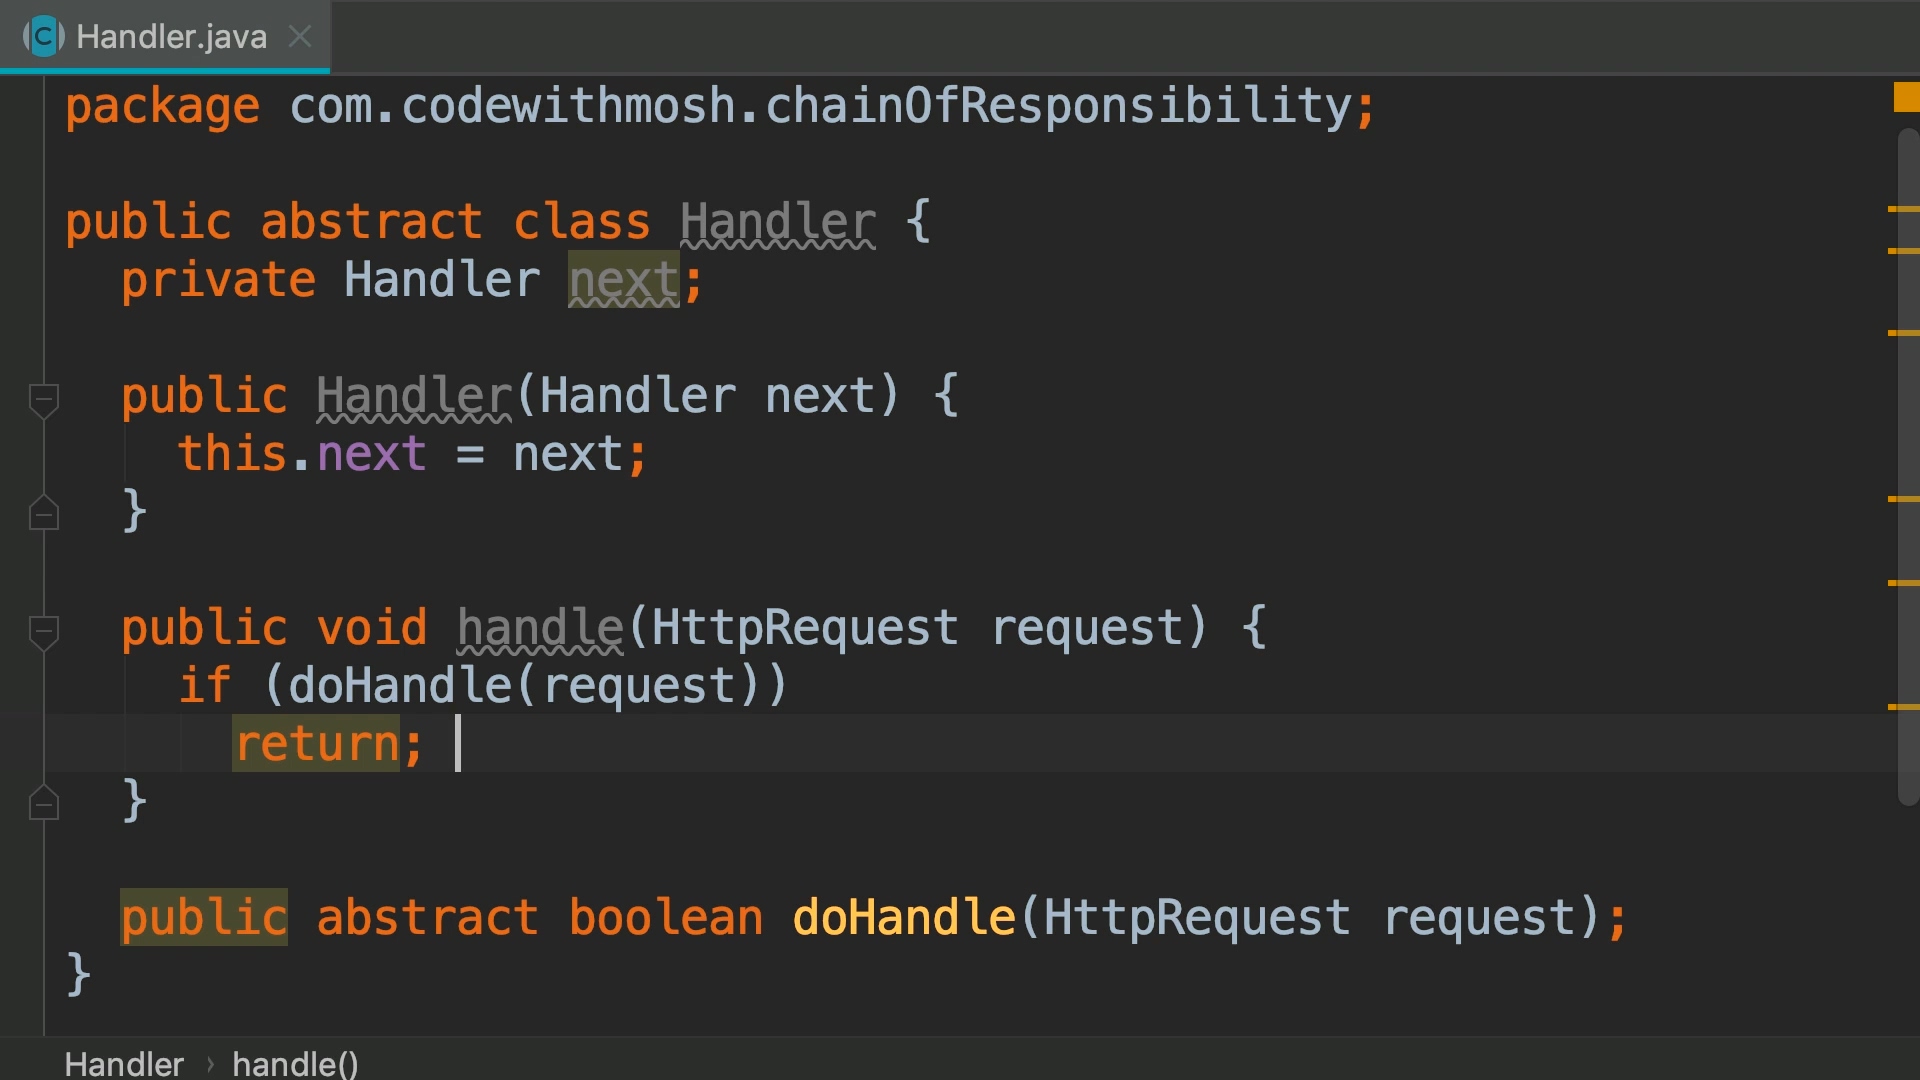 Handler.java
package com.codewithmosh.chainOfResponsibility;
public abstract class Handler {
private Handler next;
public Handler(Handler next) {
this.next = next;
}
public void handle(HttpRequest request) {
if (doHandle(request))
return;
}
public abstract boolean doHandle(HttpRequest request);
}
Handler › handle()